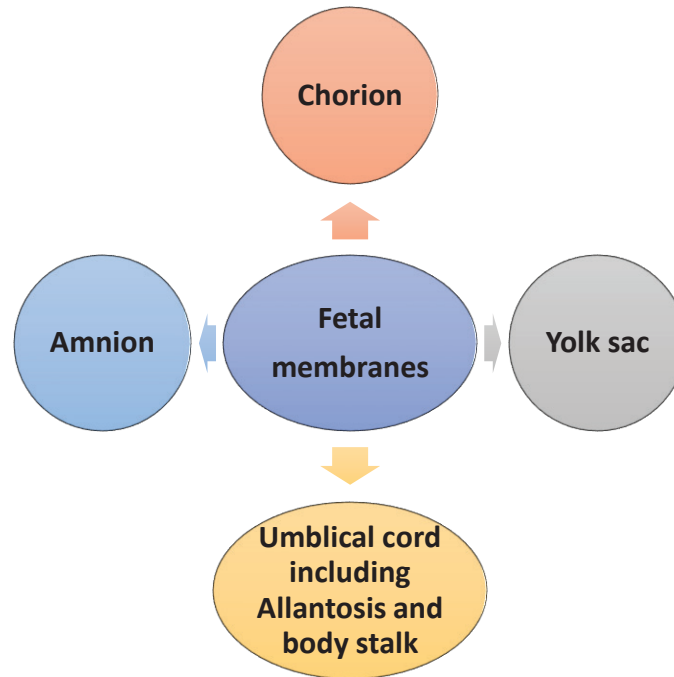 Chorion
Amnion
Fetal
membranes
Yolk sac
Umblical cord
including
Allantosis and
body stalk